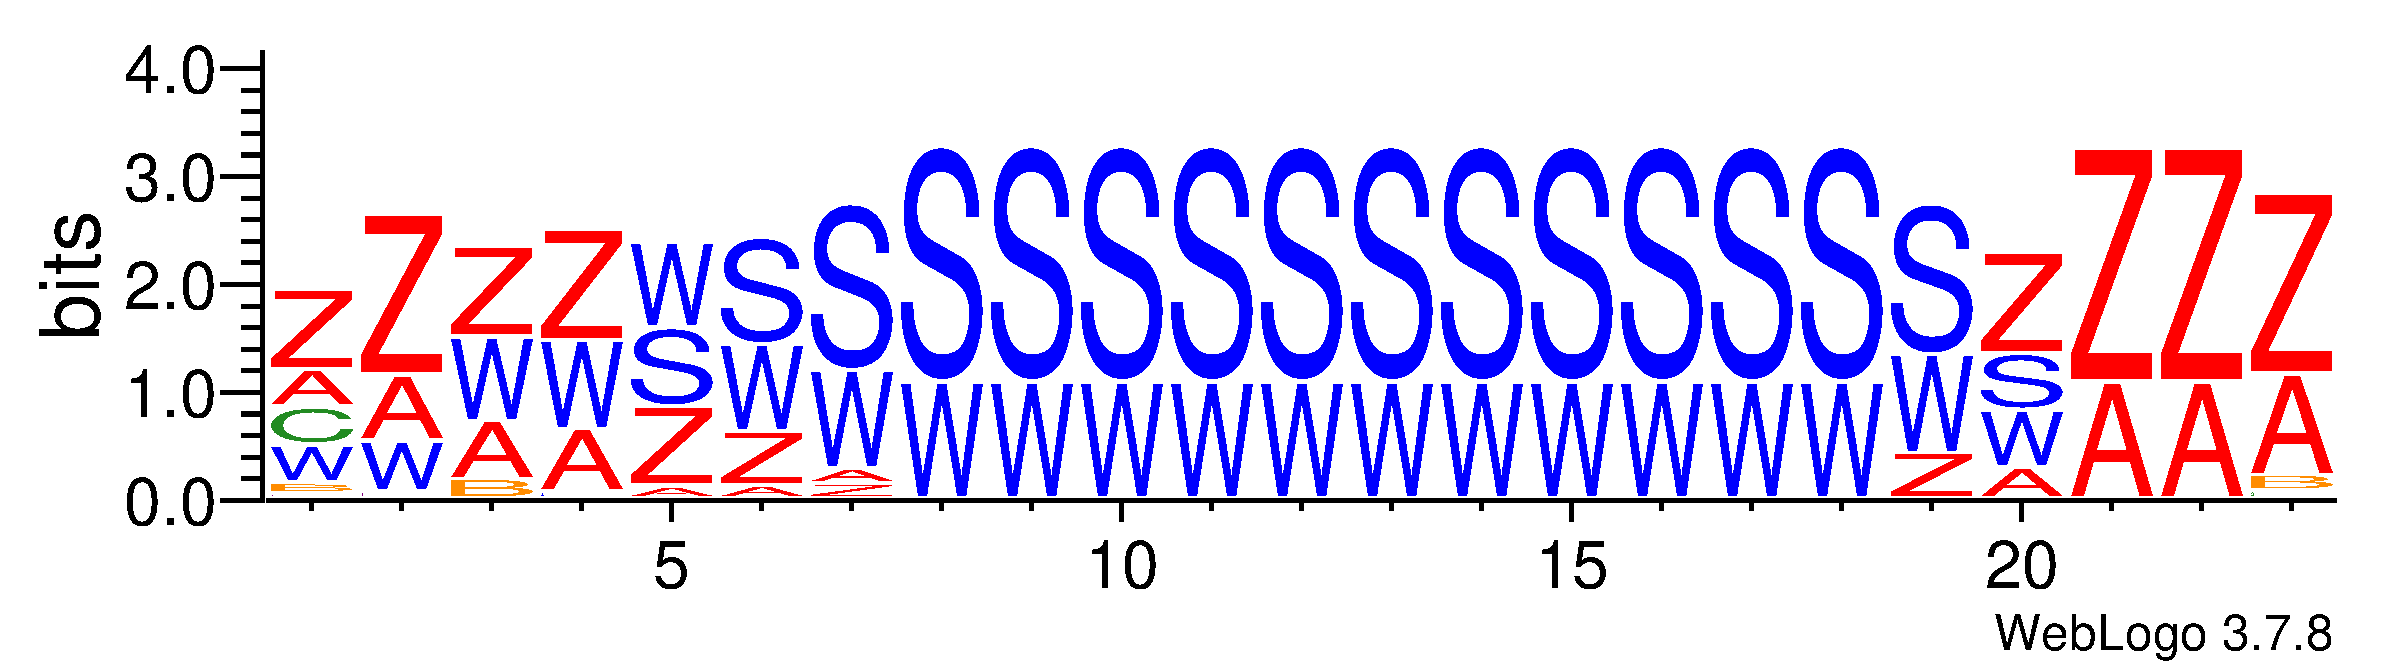 bits
4.0
3.0
2.0
1.0
0.0
Z A C W B
Z A W
Z W A B
Z W A
W S Z A
S W Z A
S W A Z
S W
S W
S W
S W
S W
S W
S W
S W
S W
S W
S W
S W Z
Z S W A
Z A
Z A
Z A B
5 10 15 20
WebLogo 3.7.8